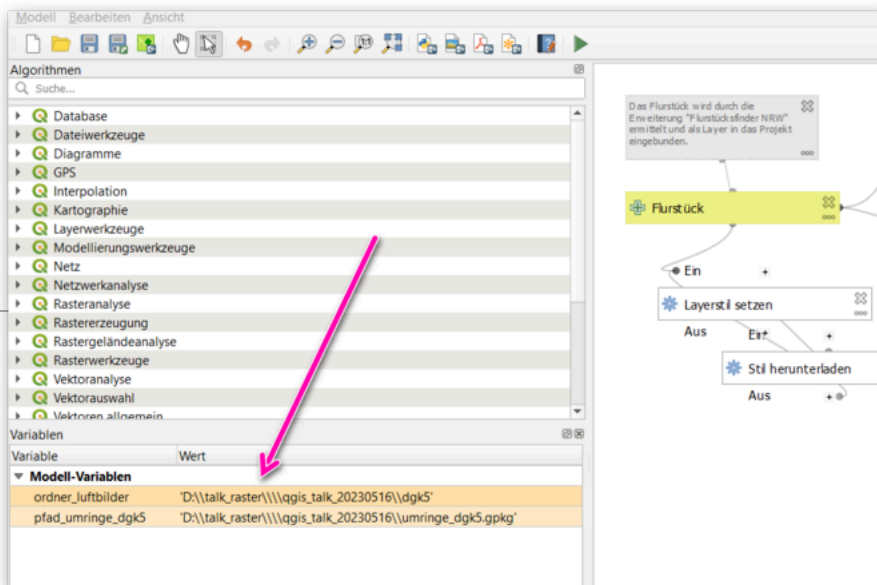 Modell Bearbeiten Ansicht
Algorithmen
Suche...
Database
Dateiwerkzeuge
Diagramme
GPS
Interpolation
Kartographie
Layerwerkzeuge
Modellierungswerkzeuge
Netz
Netzwerkanalyse
Rasteranalyse
Rastererzeugung
Rastergeländeanalyse
Rasterwerkzeuge
Vektoranalyse
Vektorauswahl
Vektoren allgemein
Variablen
Variable Wert
Modell-Variablen
ordner_luftbilder 'D:\\talk_raster\\\\qgis_talk_20230516\\dgk5'
pfad_umringe_dgk5 'D:\\talk_raster\\\\qgis_talk_20230516\\umringe_dgk5.gpkg'
Das Flurstück wird durch die
Erweiterung "Flurstücksfinder NRW"
ermittelt und als Layer in das Projekt
eingebunden.
Flurstück
Ein +
Layerstil setzen
Aus Ein+ +
Stil herunterladen
Aus +